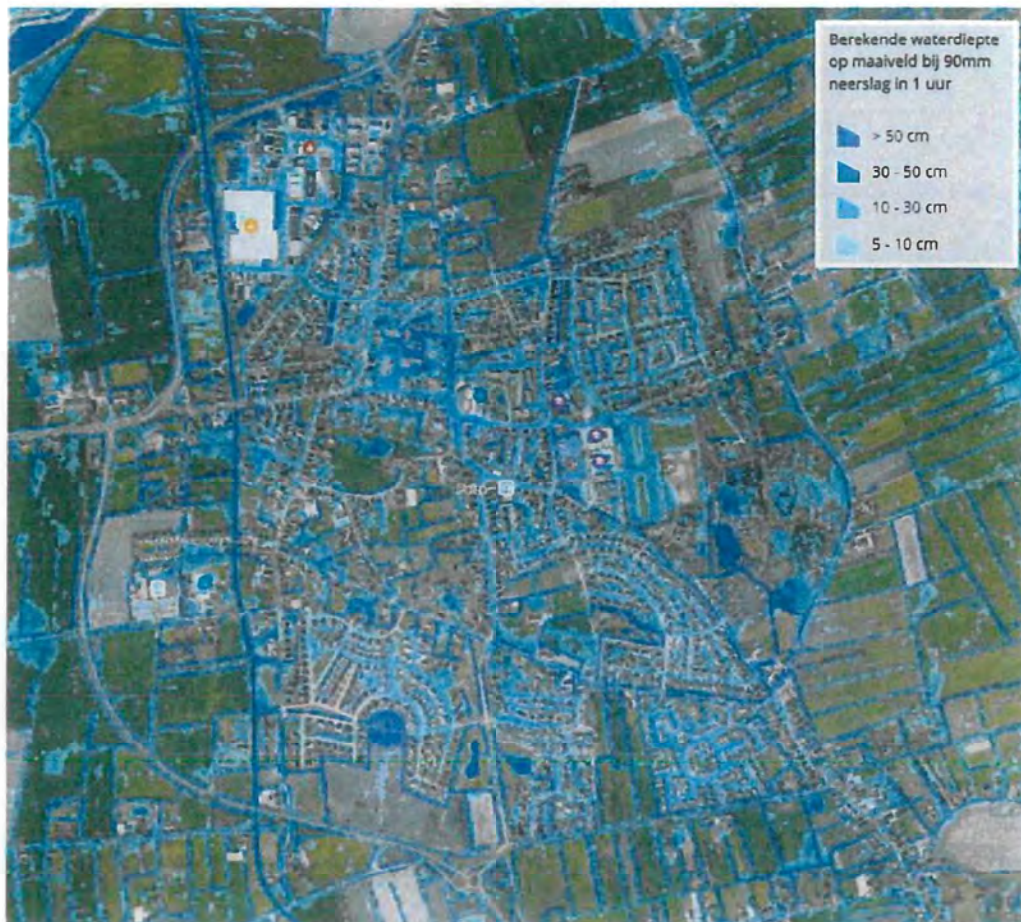 Berekende waterdiepte
op maaiveld bij 90mm
neerslag in 1 uur
> 50 cm
30 - 50 cm
10 - 30 cm
5 - 10 cm